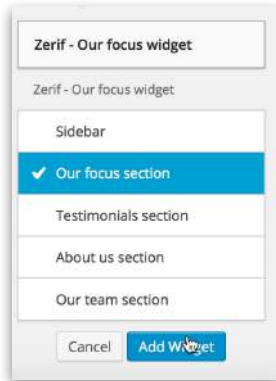 Zerif - Our focus widget
Zerif - Our focus widget
Sidebar
Our focus section
Testimonials section
About us section
Our team section
Cancel
Add Widget